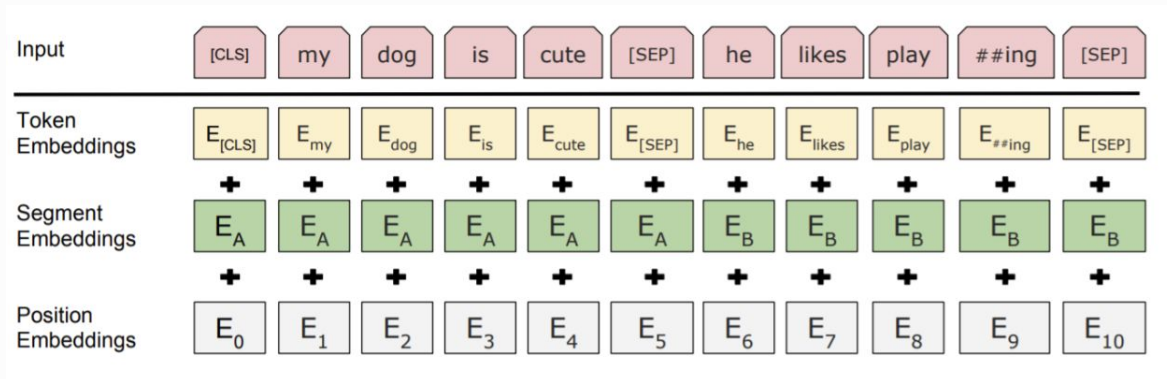 Input [CLS] my dog is cute [SEP] he likes play ##ing [SEP]
Token
Embeddings
E[CLS] Emy Edog Eis Ecute E[SEP] Ehe Elikes Eplay E##ing E[SEP]
+ + + + + + + + + + +
Segment
Embeddings
EA EA EA EA EA EA EB EB EB EB EB
+ + + + + + + + + + +
Position
Embeddings
E0 E1 E2 E3 E4 E5 E6 E7 E8 E9 E10